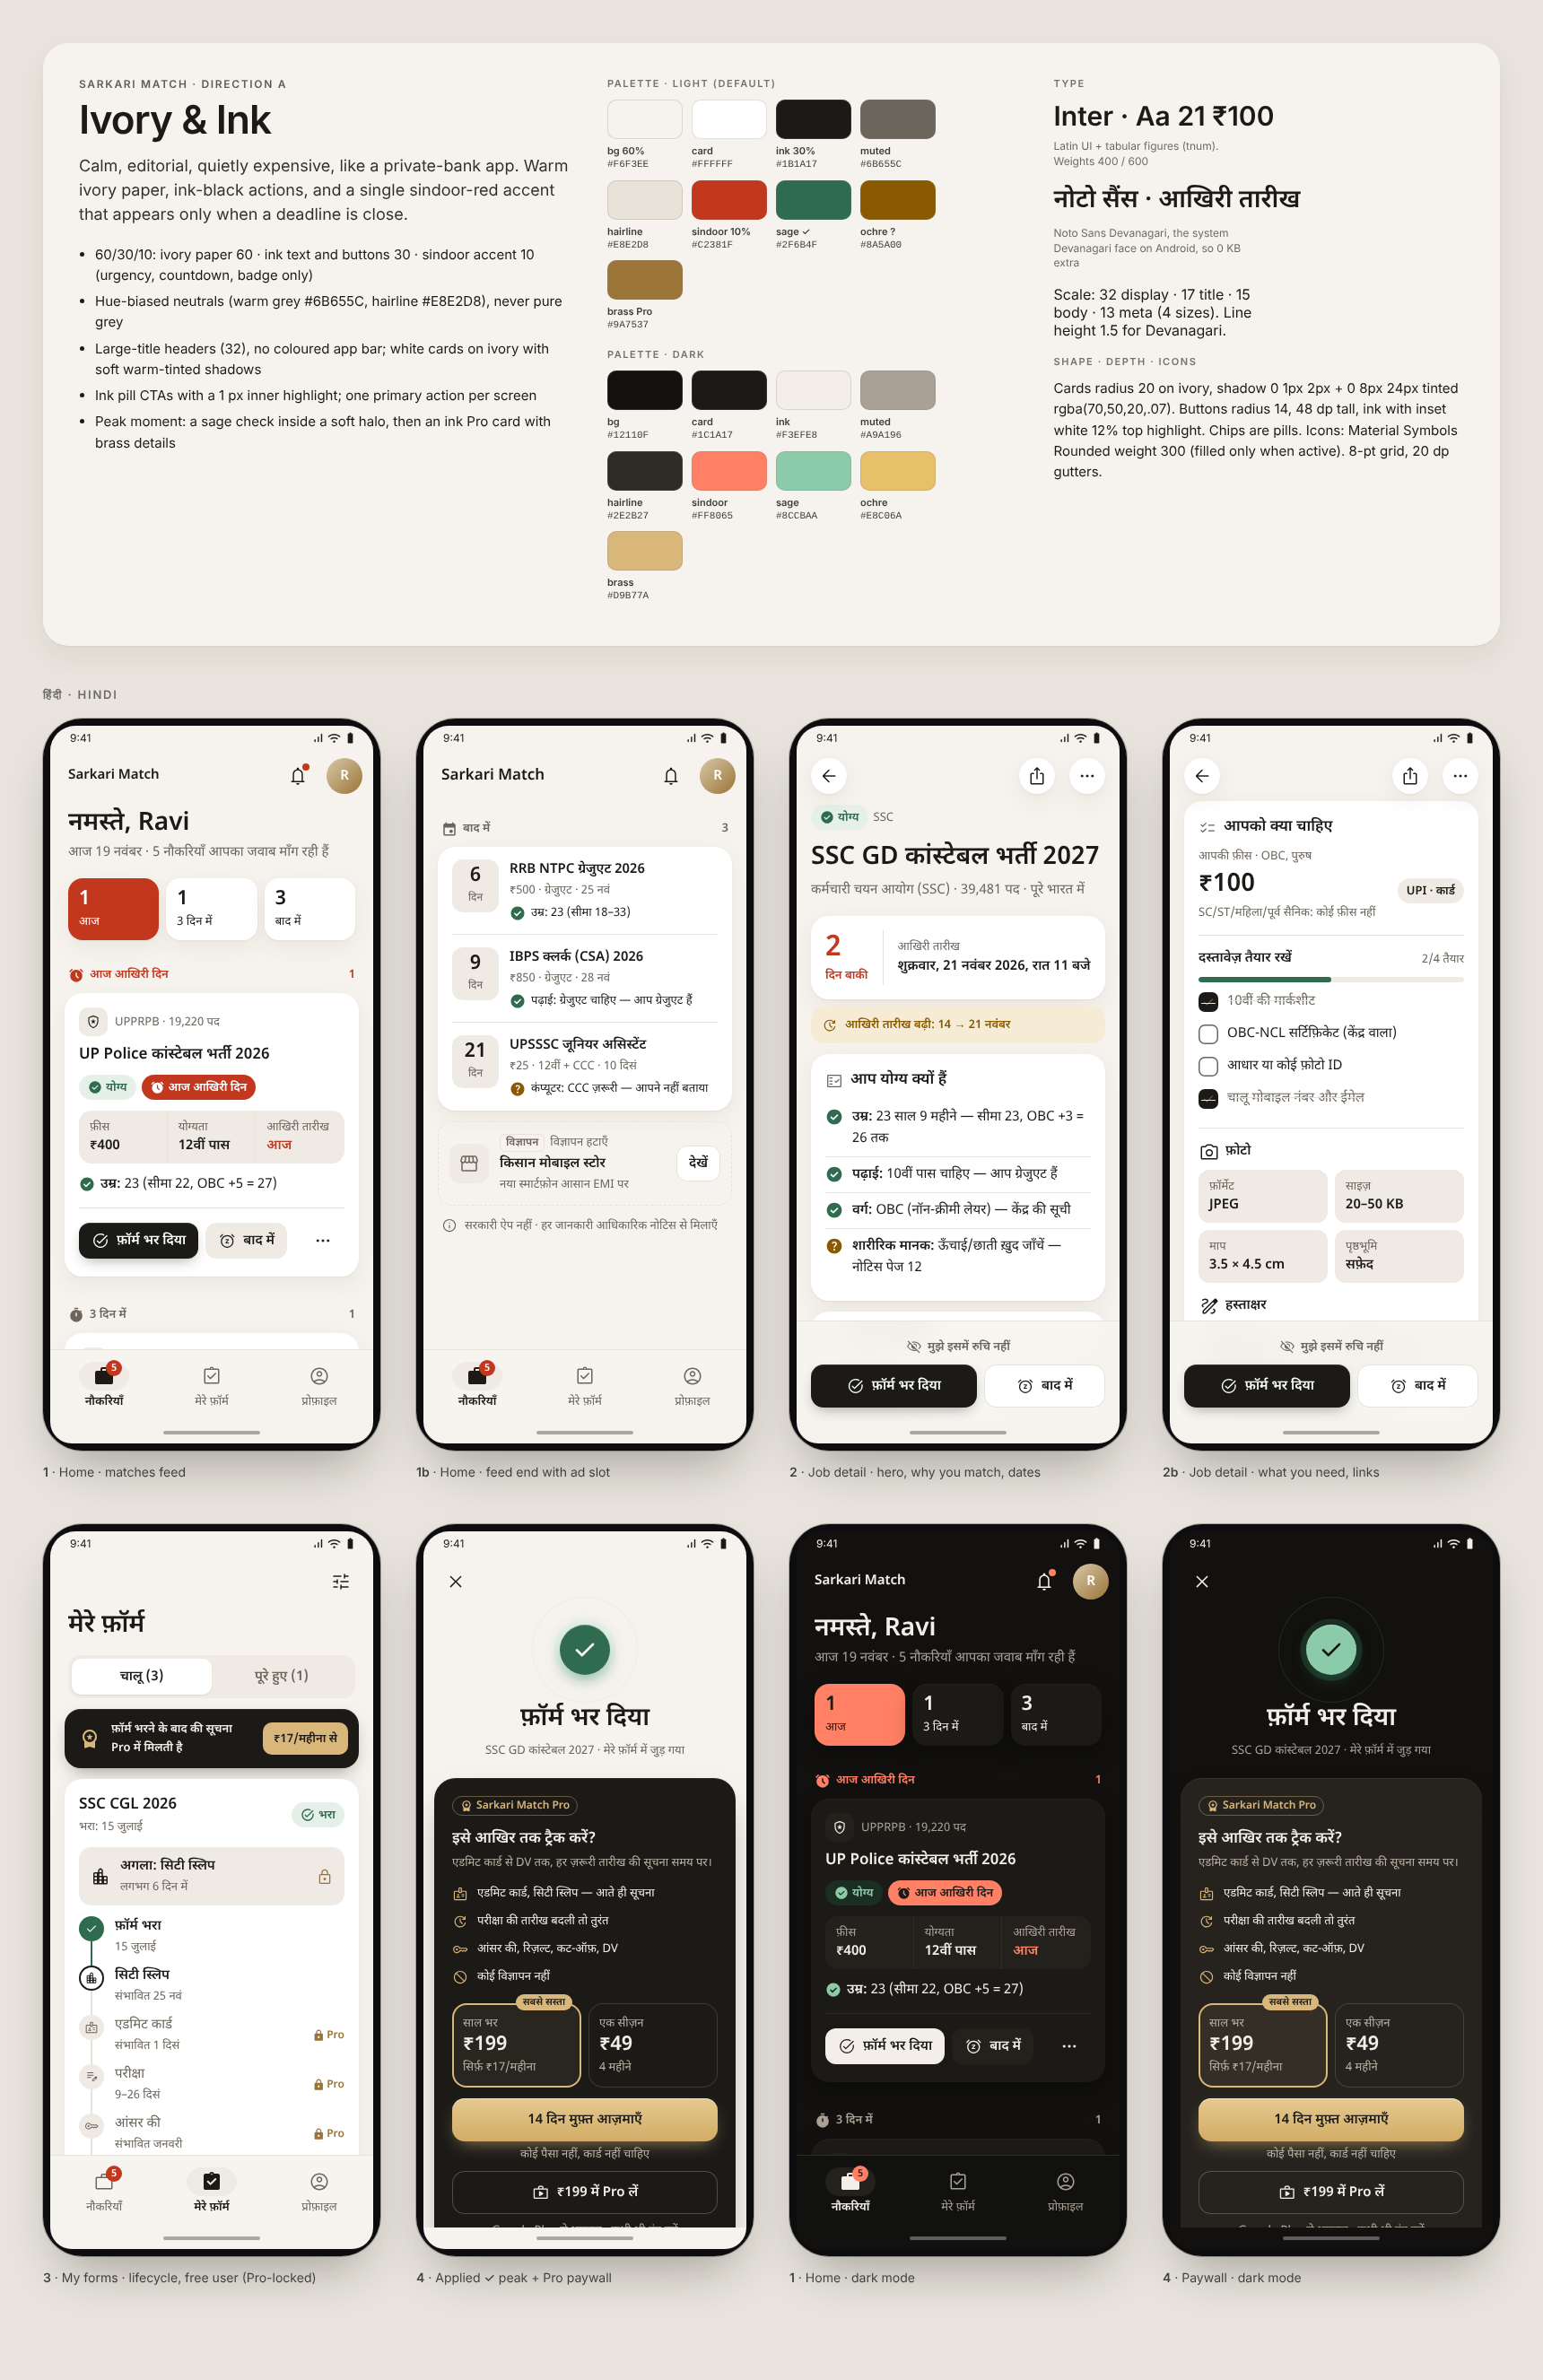 SARKARI MATCH · DIRECTION A
Ivory & Ink
Calm, editorial, quietly expensive, like a private-bank app. Warm
ivory paper, ink-black actions, and a single sindoor-red accent
that appears only when a deadline is close.
• 60/30/10: ivory paper 60 · ink text and buttons 30 · sindoor accent 10
(urgency, countdown, badge only)
• Hue-biased neutrals (warm grey #6B655C, hairline #E8E2D8), never pure
grey
• Large-title headers (32), no coloured app bar; white cards on ivory with
soft warm-tinted shadows
• Ink pill CTAs with a 1 px inner highlight; one primary action per screen
• Peak moment: a sage check inside a soft halo, then an ink Pro card with
brass details
PALETTE · LIGHT (DEFAULT)
bg 60% card ink 30% muted
#F6F3EE #FFFFFF #1B1A17 #6B655C
hairline sindoor 10% sage ✓ ochre ?
#E8E2D8 #C2381F #2F6B4F #8A5A00
brass Pro
#9A7537
PALETTE · DARK
bg card ink muted
#12110F #1C1A17 #F3EFE8 #A9A196
hairline sindoor sage ochre
#2E2B27 #FF8065 #8CCBAA #E8C06A
brass
#D9B77A
TYPE
Inter · Aa 21 ₹100
Latin UI + tabular figures (tnum).
Weights 400 / 600
नोटो सैंस · आखिरी तारीख
Noto Sans Devanagari, the system
Devanagari face on Android, so 0 KB
extra
Scale: 32 display · 17 title · 15
body · 13 meta (4 sizes). Line
height 1.5 for Devanagari.
SHAPE · DEPTH · ICONS
Cards radius 20 on ivory, shadow 0 1px 2px + 0 8px 24px tinted
rgba(70,50,20,.07). Buttons radius 14, 48 dp tall, ink with inset
white 12% top highlight. Chips are pills. Icons: Material Symbols
Rounded weight 300 (filled only when active). 8-pt grid, 20 dp
gutters.
हिंदी · HINDI
9:41
Sarkari Match
R
नमस्ते, Ravi
आज 19 नवंबर · 5 नौकरियाँ आपका जवाब माँग रही हैं
1 1 3
आज 3 दिन में बाद में
आज आखिरी दिन 1
UPPRPB · 19,220 पद
UP Police कांस्टेबल भर्ती 2026
योग्य आज आखिरी दिन
फ़ीस योग्यता आखिरी तारीख
₹400 12वीं पास आज
उम्र: 23 (सीमा 22, OBC +5 = 27)
फ़ॉर्म भर दिया बाद में
3 दिन में 1
5
नौकरियाँ मेरे फ़ॉर्म प्रोफ़ाइल
1 · Home · matches feed
9:41
Sarkari Match
R
बाद में 3
6 दिन
RRB NTPC ग्रेजुएट 2026
₹500 · ग्रेजुएट · 25 नवं
उम्र: 23 (सीमा 18–33)
9 दिन
IBPS क्लर्क (CSA) 2026
₹850 · ग्रेजुएट · 28 नवं
पढ़ाई: ग्रेजुएट चाहिए — आप ग्रेजुएट हैं
21 दिन
UPSSSC जूनियर असिस्टेंट
₹25 · 12वीं + CCC · 10 दिसं
? कंप्यूटर: CCC ज़रूरी — आपने नहीं बताया
विज्ञापन विज्ञापन हटाएँ
किसान मोबाइल स्टोर
नया स्मार्टफ़ोन आसान EMI पर
देखें
सरकारी ऐप नहीं · हर जानकारी आधिकारिक नोटिस से मिलाएँ
5
नौकरियाँ मेरे फ़ॉर्म प्रोफ़ाइल
1b · Home · feed end with ad slot
9:41
योग्य SSC
SSC GD कांस्टेबल भर्ती 2027
कर्मचारी चयन आयोग (SSC) · 39,481 पद · पूरे भारत में
2
दिन बाकी
आखिरी तारीख
शुक्रवार, 21 नवंबर 2026, रात 11 बजे
आखिरी तारीख बढ़ी: 14 → 21 नवंबर
आप योग्य क्यों हैं
उम्र: 23 साल 9 महीने — सीमा 23, OBC +3 =
26 तक
पढ़ाई: 10वीं पास चाहिए — आप ग्रेजुएट हैं
वर्ग: OBC (नॉन-क्रीमी लेयर) — केंद्र की सूची
? शारीरिक मानक: ऊँचाई/छाती ख़ुद जाँचें —
नोटिस पेज 12
मुझे इसमें रुचि नहीं
फ़ॉर्म भर दिया बाद में
2 · Job detail · hero, why you match, dates
9:41
आपको क्या चाहिए
आपकी फ़ीस · OBC, पुरुष
₹100
UPI · कार्ड
SC/ST/महिला/पूर्व सैनिक: कोई फ़ीस नहीं
दस्तावेज़ तैयार रखें 2/4 तैयार
10वीं की मार्कशीट
OBC-NCL सर्टिफ़िकेट (केंद्र वाला)
आधार या कोई फ़ोटो ID
चालू मोबाइल नंबर और ईमेल
फ़ोटो
फ़ॉर्मेट साइज़
JPEG 20–50 KB
माप पृष्ठभूमि
3.5 × 4.5 cm सफ़ेद
हस्ताक्षर
मुझे इसमें रुचि नहीं
फ़ॉर्म भर दिया बाद में
2b · Job detail · what you need, links
9:41
मेरे फ़ॉर्म
चालू (3) पूरे हुए (1)
फ़ॉर्म भरने के बाद की सूचना
Pro में मिलती है
₹17/महीना से
SSC CGL 2026
भरा: 15 जुलाई
भरा
अगला: सिटी स्लिप
लगभग 6 दिन में
फ़ॉर्म भरा
15 जुलाई
सिटी स्लिप
संभावित 25 नवं
एडमिट कार्ड
संभावित 1 दिसं
Pro
परीक्षा
9–26 दिसं
Pro
आंसर की
संभावित जनवरी
Pro
5
नौकरियाँ मेरे फ़ॉर्म प्रोफ़ाइल
3 · My forms · lifecycle, free user (Pro-locked)
9:41
फ़ॉर्म भर दिया
SSC GD कांस्टेबल 2027 · मेरे फ़ॉर्म में जुड़ गया
Sarkari Match Pro
इसे आखिर तक ट्रैक करें?
एडमिट कार्ड से DV तक, हर ज़रूरी तारीख की सूचना समय पर।
एडमिट कार्ड, सिटी स्लिप — आते ही सूचना
परीक्षा की तारीख बदली तो तुरंत
आंसर की, रिज़ल्ट, कट-ऑफ़, DV
कोई विज्ञापन नहीं
सबसे सस्ता
साल भर एक सीज़न
₹199 ₹49
सिर्फ़ ₹17/महीना 4 महीने
14 दिन मुफ़्त आज़माएँ
कोई पैसा नहीं, कार्ड नहीं चाहिए
₹199 में Pro लें
4 · Applied ✓ peak + Pro paywall
9:41
Sarkari Match
R
नमस्ते, Ravi
आज 19 नवंबर · 5 नौकरियाँ आपका जवाब माँग रही हैं
1 1 3
आज 3 दिन में बाद में
आज आखिरी दिन 1
UPPRPB · 19,220 पद
UP Police कांस्टेबल भर्ती 2026
योग्य आज आखिरी दिन
फ़ीस योग्यता आखिरी तारीख
₹400 12वीं पास आज
उम्र: 23 (सीमा 22, OBC +5 = 27)
फ़ॉर्म भर दिया बाद में
3 दिन में 1
5
नौकरियाँ मेरे फ़ॉर्म प्रोफ़ाइल
1 · Home · dark mode
9:41
फ़ॉर्म भर दिया
SSC GD कांस्टेबल 2027 · मेरे फ़ॉर्म में जुड़ गया
Sarkari Match Pro
इसे आखिर तक ट्रैक करें?
एडमिट कार्ड से DV तक, हर ज़रूरी तारीख की सूचना समय पर।
एडमिट कार्ड, सिटी स्लिप — आते ही सूचना
परीक्षा की तारीख बदली तो तुरंत
आंसर की, रिज़ल्ट, कट-ऑफ़, DV
कोई विज्ञापन नहीं
सबसे सस्ता
साल भर एक सीज़न
₹199 ₹49
सिर्फ़ ₹17/महीना 4 महीने
14 दिन मुफ़्त आज़माएँ
कोई पैसा नहीं, कार्ड नहीं चाहिए
₹199 में Pro लें
4 · Paywall · dark mode